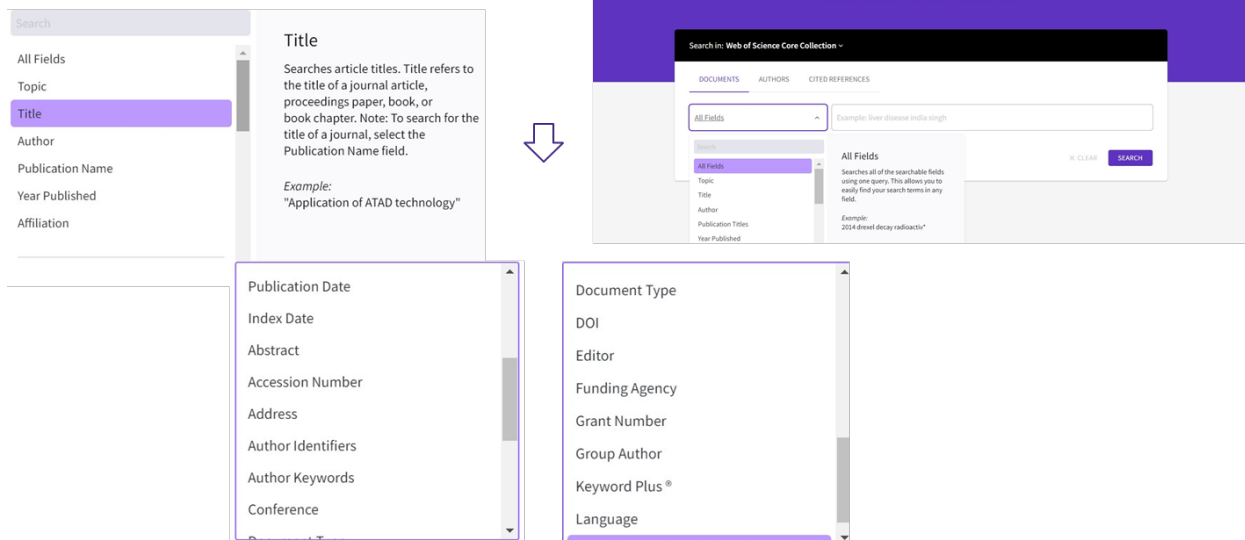 Search
All Fields
Topic
Title
Author
Publication Name
Year Published
Affiliation
Title
Searches article titles. Title refers to
the title of a journal article,
proceedings paper, book, or
book chapter. Note: To search for the
title of a journal, select the
Publication Name field.
Example:
"Application of ATAD technology"
Search in: Web of Science Core Collection
DOCUMENTS AUTHORS CITED REFERENCES
All Fields Example: liver disease india singh
Search
All Fields
Topic
Title
Author
Publication Titles
Year Published
All Fields
Searches all of the searchable fields
using one query. This allows you to
easily find your search terms in any
field.
Example:
2014 drexel decay radioactiv*
× CLEAR SEARCH
Publication Date
Index Date
Abstract
Accession Number
Address
Author Identifiers
Author Keywords
Conference
Document Type
Document Type
DOI
Editor
Funding Agency
Grant Number
Group Author
Keyword Plus ®
Language